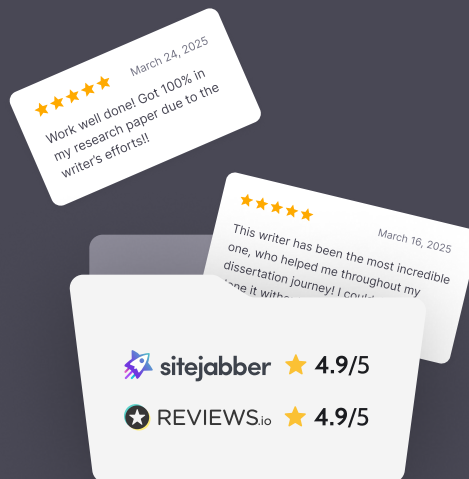 March 24, 2025
Work well done! Got 100% in
my research paper due to the
writer's efforts!!
March 16, 2025
This writer has been the most incredible
one, who helped me throughout my
dissertation journey! I
it
sitejabber 4.9/5
REVIEWS.io 4.9/5